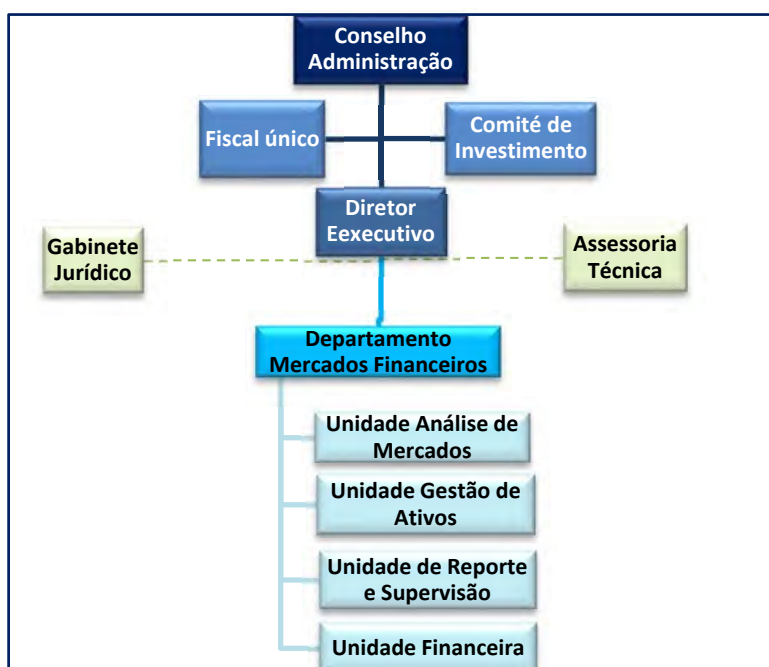 Conselho
Administração
Fiscal único
Comité de
Investimento
Diretor
Eexecutivo
Gabinete
Jurídico
Assessoria
Técnica
Departamento
Mercados Financeiros
Unidade Análise de
Mercados
Unidade Gestão de
Ativos
Unidade de Reporte
e Supervisão
Unidade Financeira